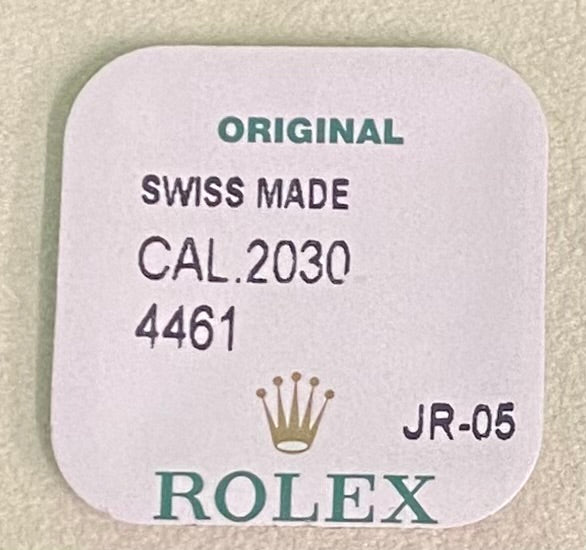 ORIGINAL
SWISS MADE
CAL.2030
4461
JR-05
ROLEX